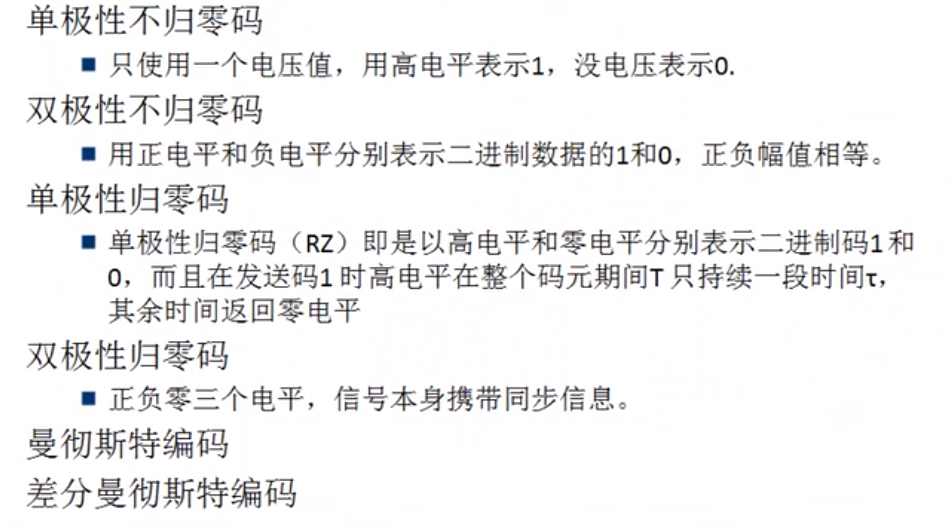 单极性不归零码
■ 只使用一个电压值，用高电平表示1，没电压表示0.
双极性不归零码
■ 用正电平和负电平分别表示二进制数据的1和0，正负幅值相等。
单极性归零码
■ 单极性归零码（RZ）即是以高电平和零电平分别表示二进制码1 和
0，而且在发送码1 时高电平在整个码元期间T 只持续一段时间τ，
其余时间返回零电平
双极性归零码
■ 正负零三个电平，信号本身携带同步信息。
曼彻斯特编码
差分曼彻斯特编码